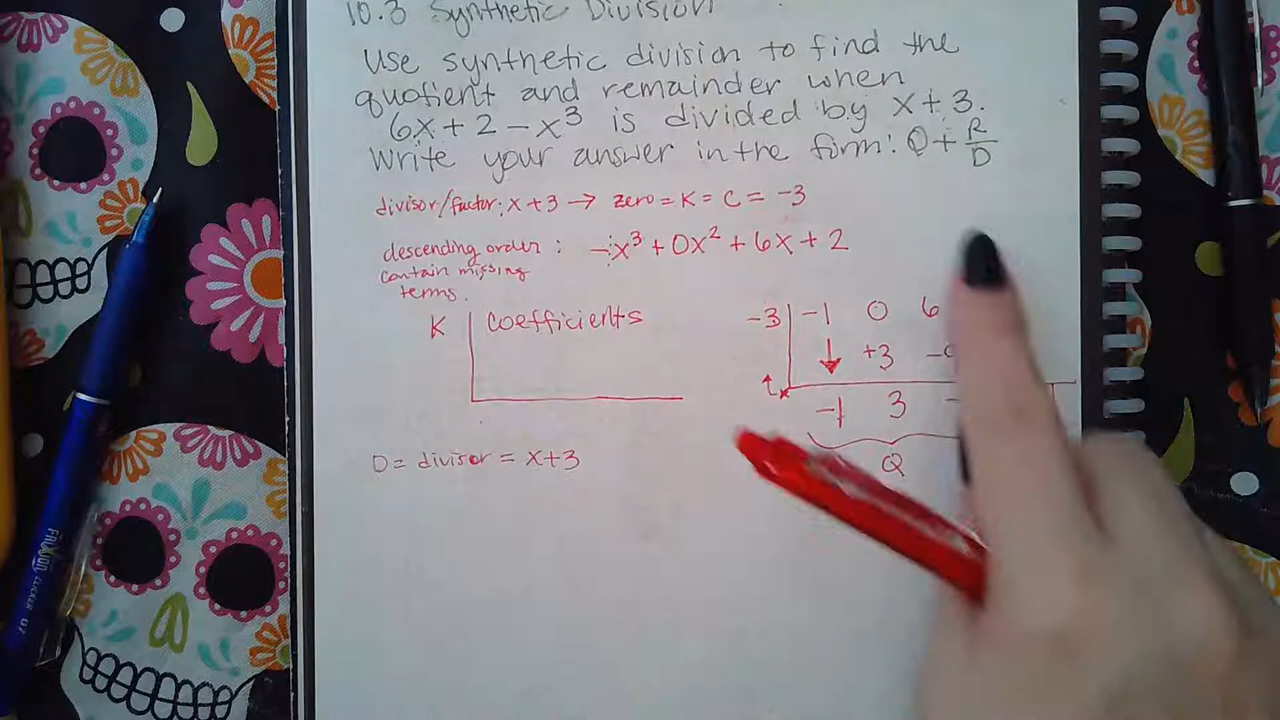 10.3 Synthetic Division
Use synthetic division to find the
quotient and remainder when
6x + 2 - x³ is divided by x + 3.
Write your answer in the form: Q + R/D
divisor/factor: x + 3 → zero = K = C = -3
descending order: -x³ + 0x² + 6x + 2
contain missing
terms.
K | coefficients
-3 | -1 0 6
↓ +3
-1 3
Q
D = divisor = x+3
FriXion CLICKER 07